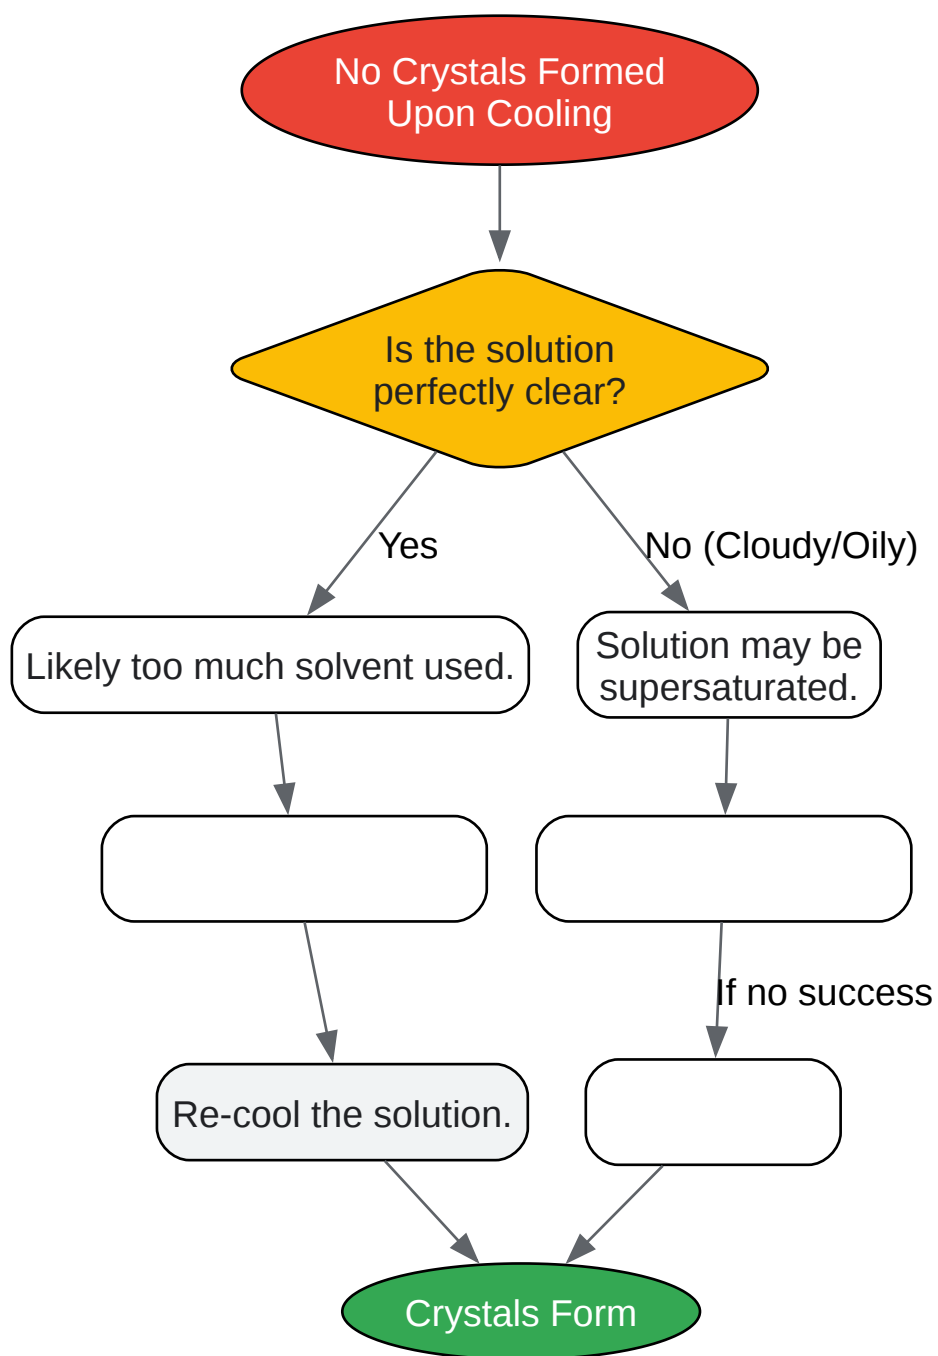 No Crystals Formed
Upon Cooling
Is the solution
perfectly clear?
Yes
No (Cloudy/Oily)
Likely too much solvent used.
Solution may be
supersaturated.
If no success
Re-cool the solution.
Crystals Form